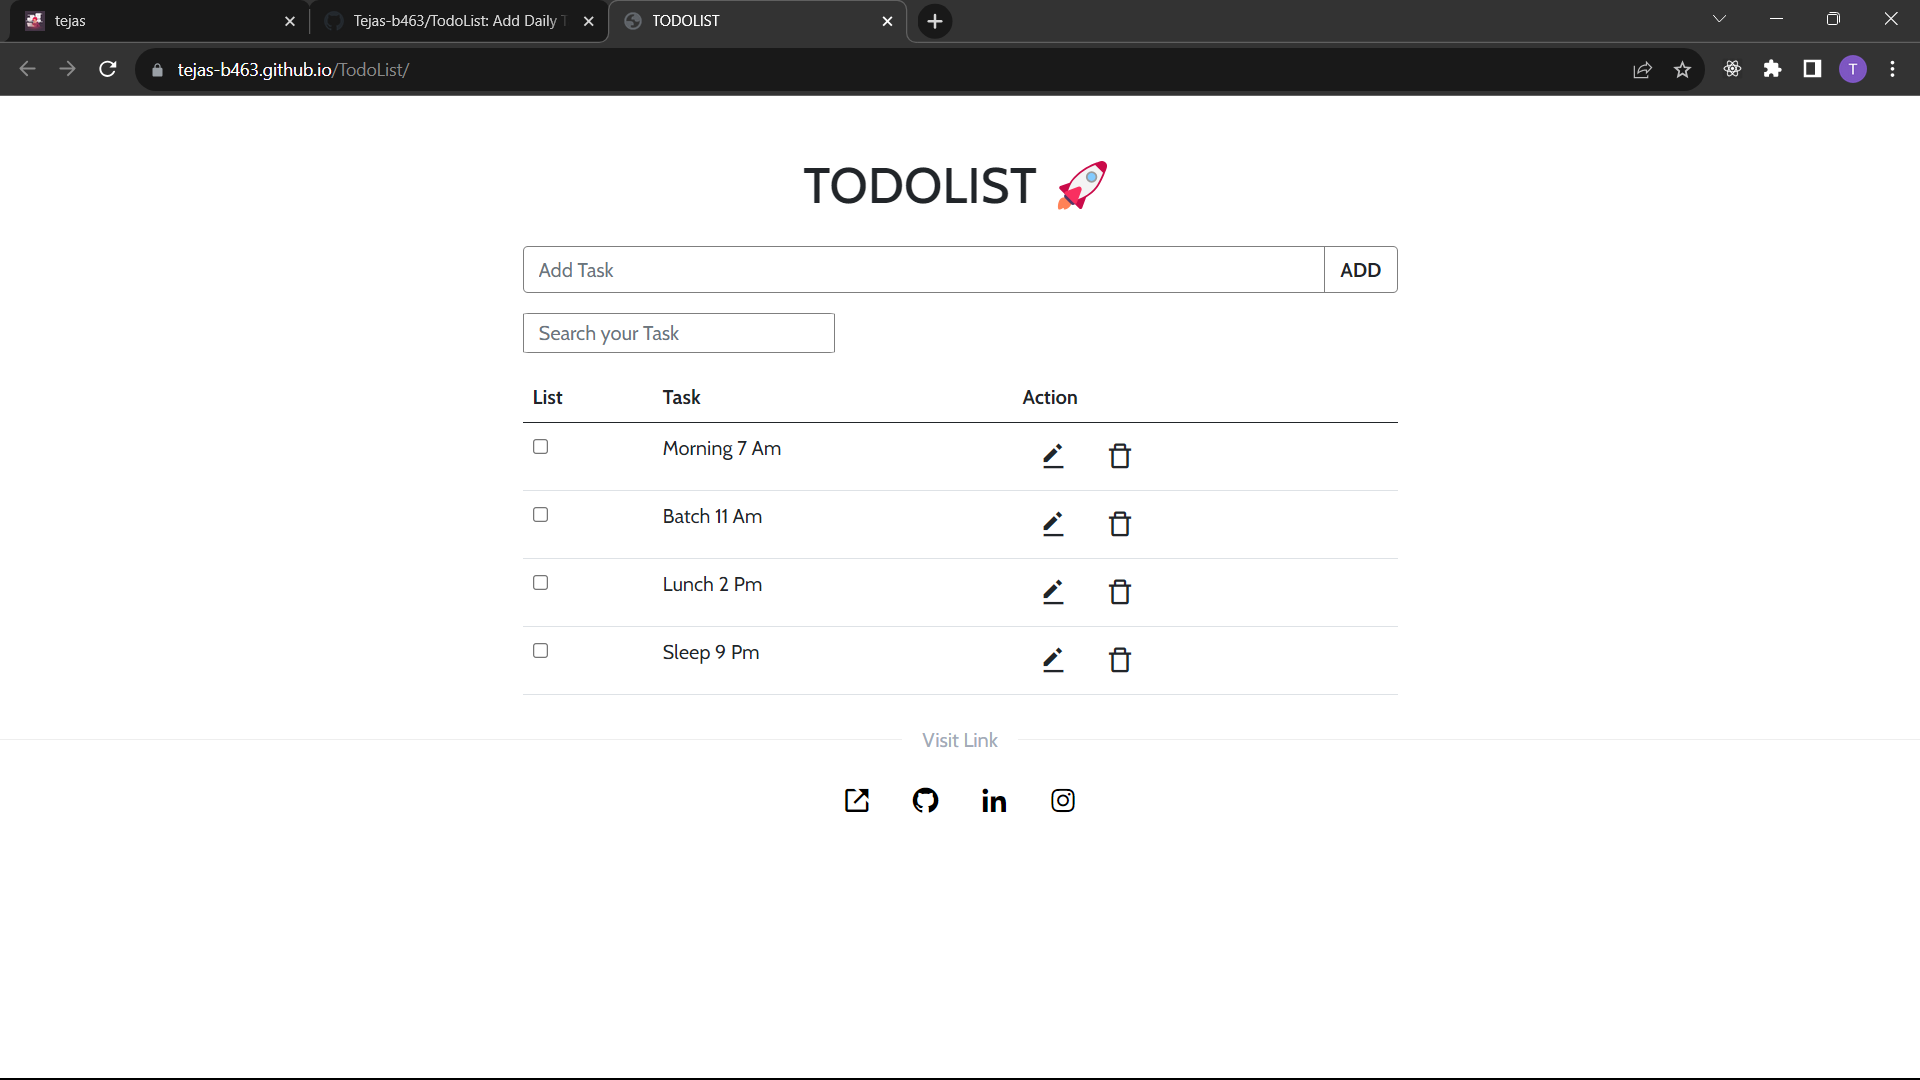 tejas
Tejas-b463/TodoList: Add Daily T
TODOLIST
tejas-b463.github.io/TodoList/
T
TODOLIST 🚀
Add Task
ADD
Search your Task
List Task Action
Morning 7 Am
Batch 11 Am
Lunch 2 Pm
Sleep 9 Pm
Visit Link
in